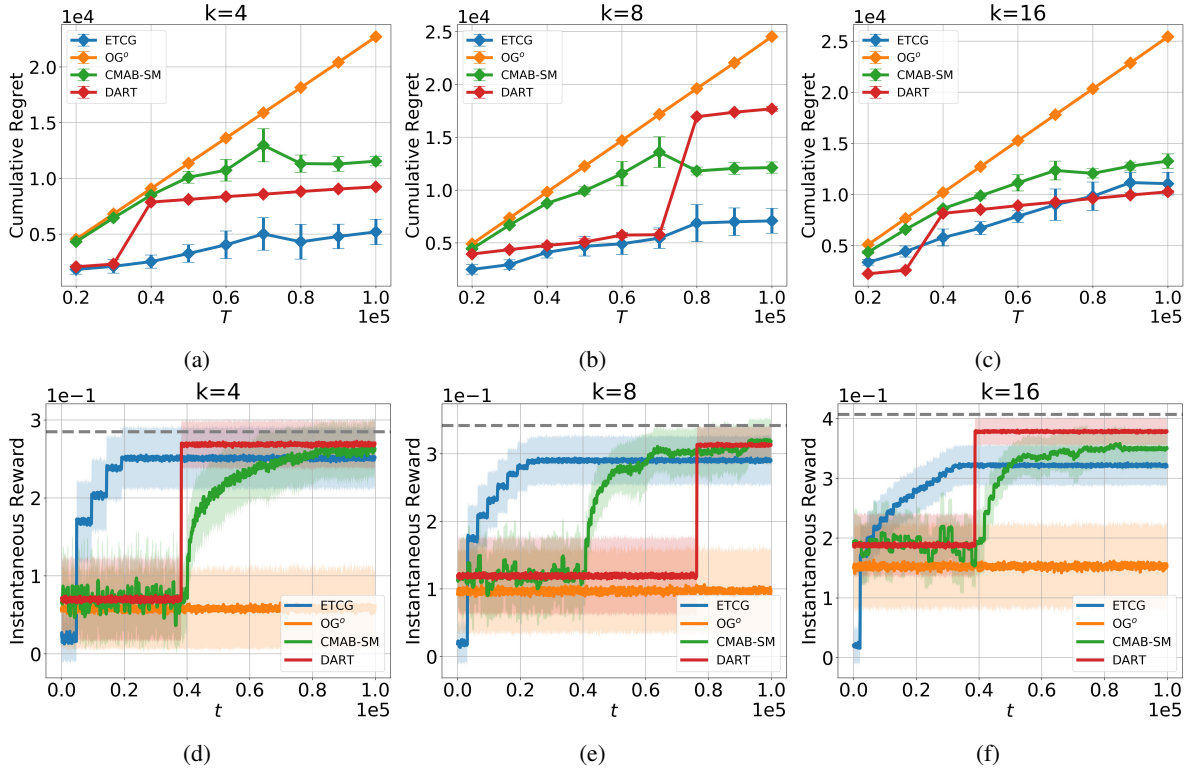 1e4
k=4
ETCG
OG^o
CMAB-SM
DART
Cumulative Regret
2.0
1.5
1.0
0.5
0.2
0.4
0.6
0.8
1.0
T
1e5
(a)
1e4
k=8
ETCG
OG^o
CMAB-SM
DART
Cumulative Regret
2.5
2.0
1.5
1.0
0.5
0.2
0.4
0.6
0.8
1.0
T
1e5
(b)
1e4
k=16
ETCG
OG^o
CMAB-SM
DART
Cumulative Regret
2.5
2.0
1.5
1.0
0.5
0.2
0.4
0.6
0.8
1.0
T
1e5
(c)
1e−1
k=4
Instantaneous Reward
3
2
1
0
ETCG
OG^o
CMAB-SM
DART
0.0
0.2
0.4
0.6
0.8
1.0
t
1e5
(d)
1e−1
k=8
Instantaneous Reward
3
2
1
0
ETCG
OG^o
CMAB-SM
DART
0.0
0.2
0.4
0.6
0.8
1.0
t
1e5
(e)
1e−1
k=16
Instantaneous Reward
4
3
2
1
0
ETCG
OG^o
CMAB-SM
DART
0.0
0.2
0.4
0.6
0.8
1.0
t
1e5
(f)